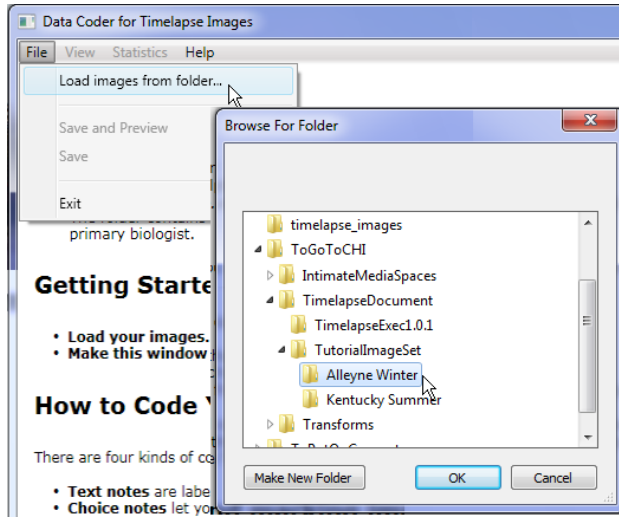 Data Coder for Timelapse Images
File View Statistics Help
Load images from folder...
Save and Preview
Save
Exit
primary biologist.
Getting Starte
• Load your images.
• Make this window
How to Code
There are four kinds of co
• Text notes are labe
• Choice notes let yo
Browse For Folder
timelapse_images
ToGoToCHI
IntimateMediaSpaces
TimelapseDocument
TimelapseExec1.0.1
TutorialImageSet
Alleyne Winter
Kentucky Summer
Transforms
Make New Folder OK Cancel